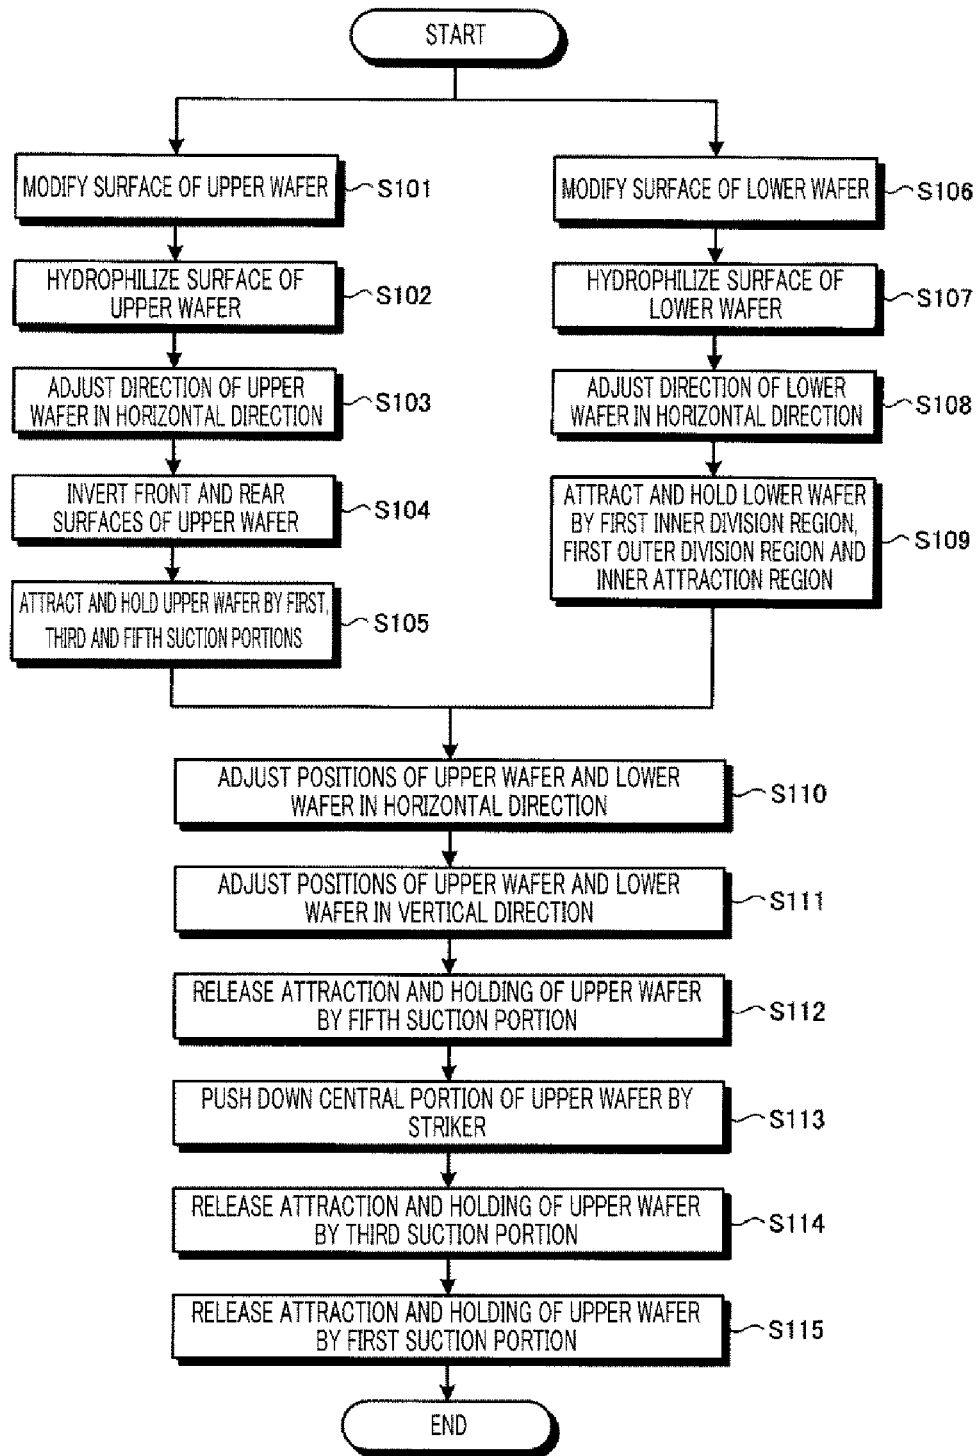 START
MODIFY SURFACE OF UPPER WAFER
S101
HYDROPHILIZE SURFACE OF
UPPER WAFER
S102
ADJUST DIRECTION OF UPPER
WAFER IN HORIZONTAL DIRECTION
S103
INVERT FRONT AND REAR
SURFACES OF UPPER WAFER
S104
ATTRACT AND HOLD UPPER WAFER BY FIRST,
THIRD AND FIFTH SUCTION PORTIONS
S105
MODIFY SURFACE OF LOWER WAFER
S106
HYDROPHILIZE SURFACE OF
LOWER WAFER
S107
ADJUST DIRECTION OF LOWER
WAFER IN HORIZONTAL DIRECTION
S108
ATTRACT AND HOLD LOWER WAFER
BY FIRST INNER DIVISION REGION,
FIRST OUTER DIVISION REGION AND
INNER ATTRACTION REGION
S109
ADJUST POSITIONS OF UPPER WAFER AND LOWER
WAFER IN HORIZONTAL DIRECTION
S110
ADJUST POSITIONS OF UPPER WAFER AND LOWER
WAFER IN VERTICAL DIRECTION
S111
RELEASE ATTRACTION AND HOLDING OF UPPER WAFER
BY FIFTH SUCTION PORTION
S112
PUSH DOWN CENTRAL PORTION OF UPPER WAFER BY
STRIKER
S113
RELEASE ATTRACTION AND HOLDING OF UPPER WAFER
BY THIRD SUCTION PORTION
S114
RELEASE ATTRACTION AND HOLDING OF UPPER WAFER
BY FIRST SUCTION PORTION
S115
END